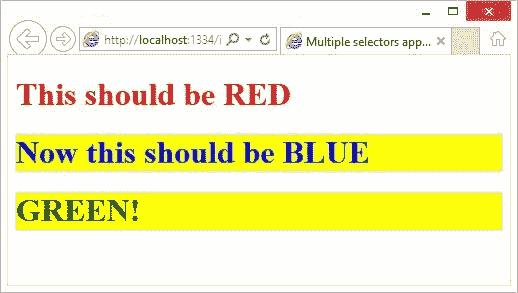 http://localhost:1334/i
Multiple selectors app...
This should be RED
Now this should be BLUE
GREEN!